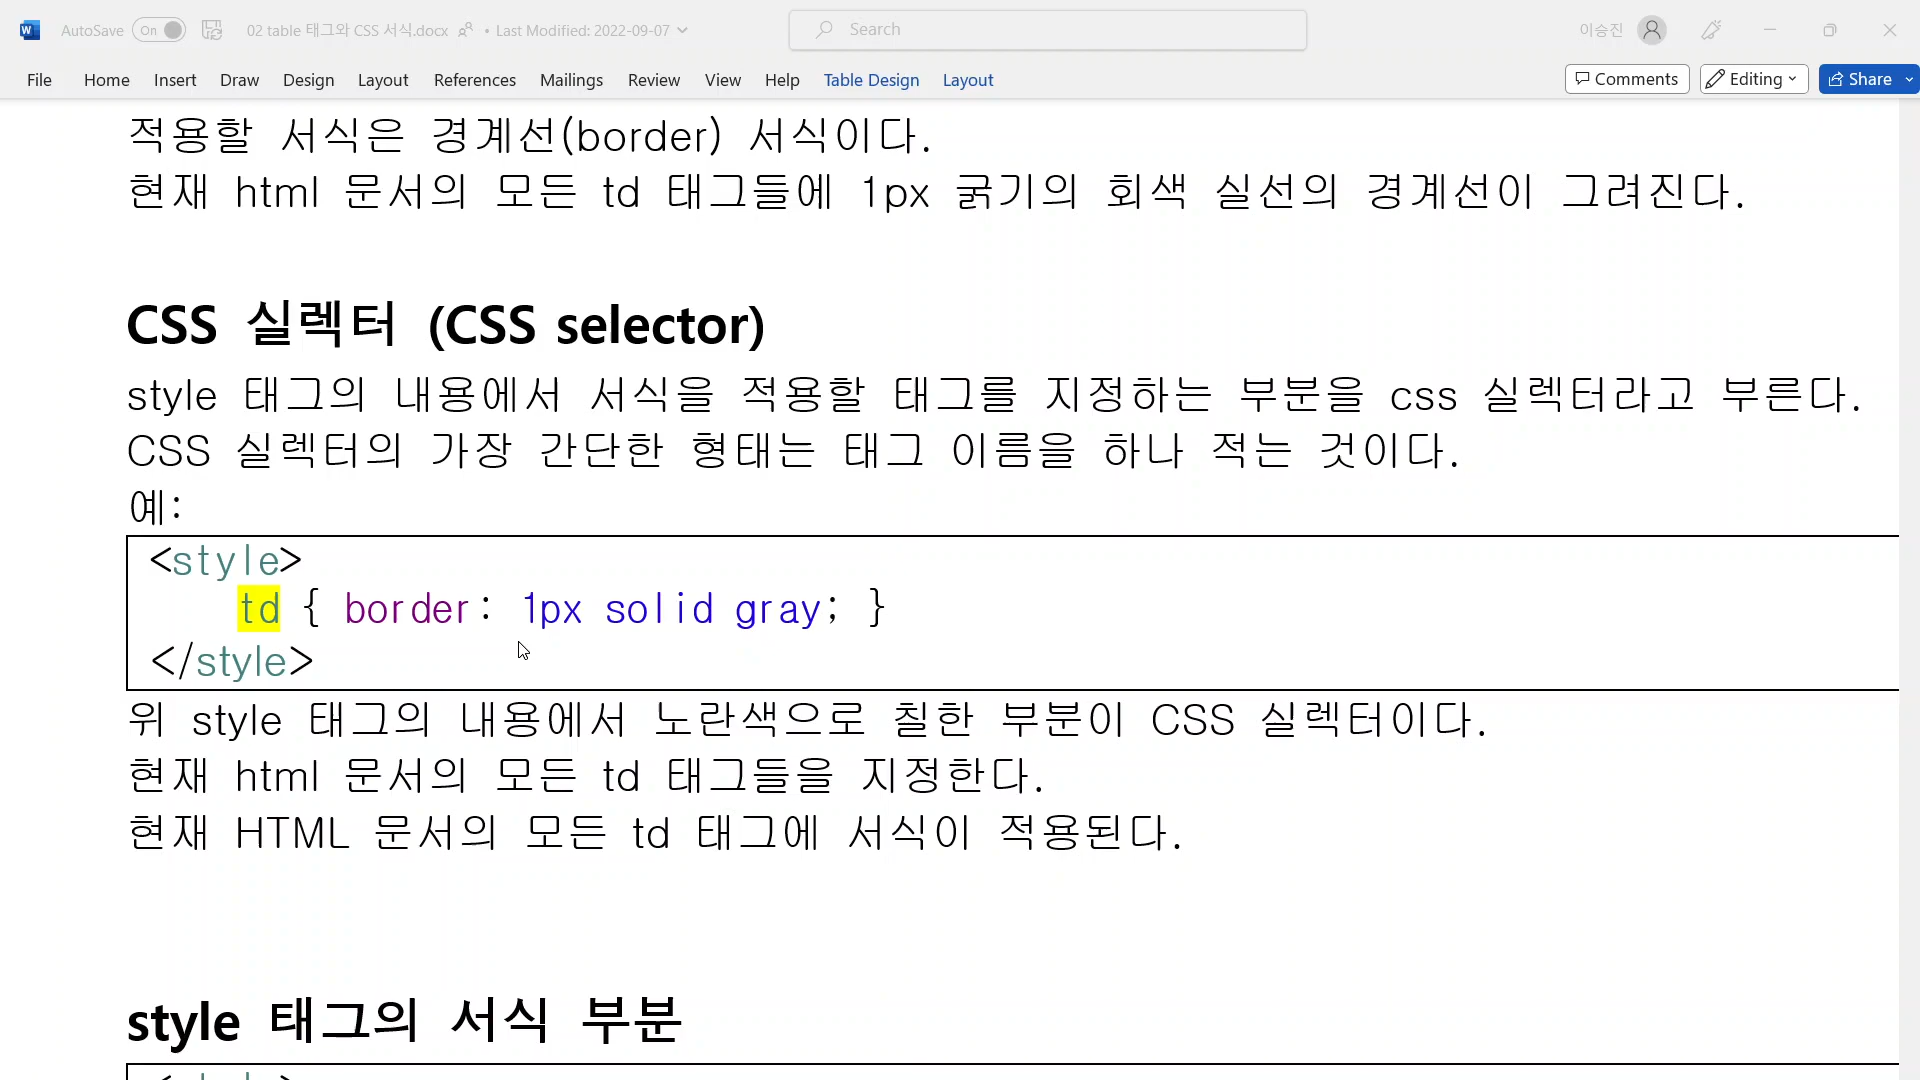 AutoSave On 02 table 태그와 CSS 서식.docx • Last Modified: 2022-09-07 Search 이승진
File Home Insert Draw Design Layout References Mailings Review View Help Table Design Layout Comments Editing Share
적용할 서식은 경계선(border) 서식이다.
현재 html 문서의 모든 td 태그들에 1px 굵기의 회색 실선의 경계선이 그려진다.
CSS 실렉터 (CSS selector)
style 태그의 내용에서 서식을 적용할 태그를 지정하는 부분을 css 실렉터라고 부른다.
CSS 실렉터의 가장 간단한 형태는 태그 이름을 하나 적는 것이다.
예:
<style>
td { border: 1px solid gray; }
</style>
위 style 태그의 내용에서 노란색으로 칠한 부분이 CSS 실렉터이다.
현재 html 문서의 모든 td 태그들을 지정한다.
현재 HTML 문서의 모든 td 태그에 서식이 적용된다.
style 태그의 서식 부분